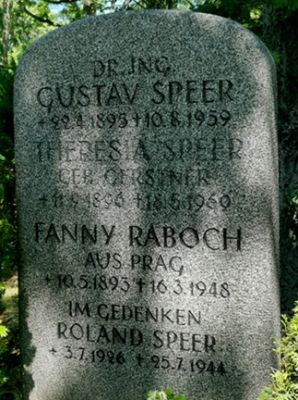 DR. ING.
GUSTAV SPEER
*22.4.1895 +10.8.1959
THERESIA SPEER
GEB. GERSTNER
*11.9.1896 +18.5.1960
FANNY RABOCH
AUS PRAG
*10.5.1893 +16.3.1948
IM GEDENKEN
ROLAND SPEER
*3.7.1926 +25.7.1944